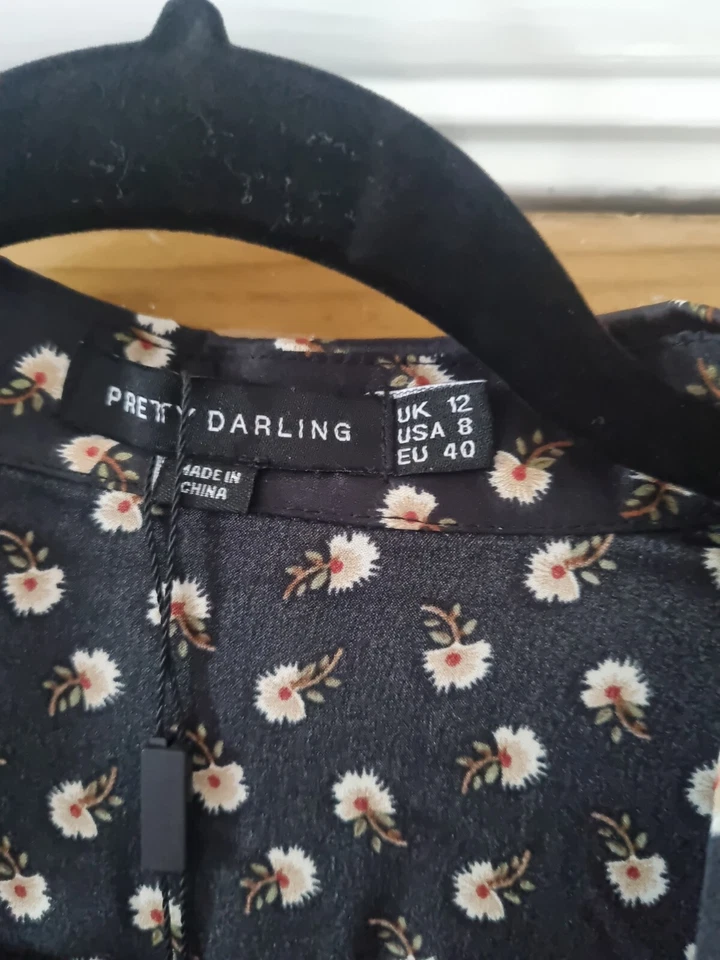 PRETTY DARLING
UK 12
USA 8
EU 40
MADE IN
CHINA